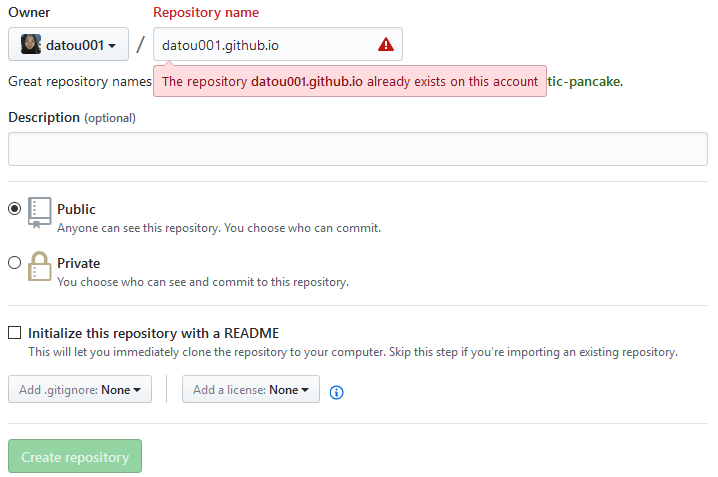 Owner
Repository name
datou001 / datou001.github.io
Great repository names
The repository datou001.github.io already exists on this account
tic-pancake.
Description (optional)
Public
Anyone can see this repository. You choose who can commit.
Private
You choose who can see and commit to this repository.
Initialize this repository with a README
This will let you immediately clone the repository to your computer. Skip this step if you're importing an existing repository.
Add .gitignore: None
Add a license: None
Create repository